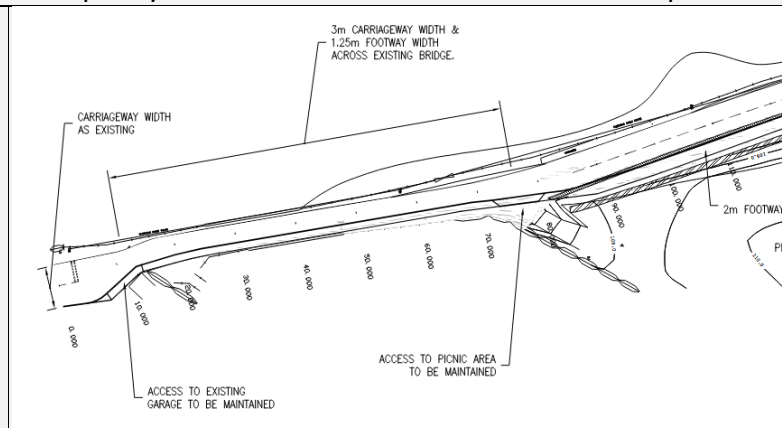 3m CARRIAGEWAY WIDTH &
1.25m FOOTWAY WIDTH
ACROSS EXISTING BRIDGE.
CARRIAGEWAY WIDTH
AS EXISTING
2m FOOTWAY
0.000
10.000
20.000
30.000
40.000
50.000
60.000
70.000
90.000
100.000
ACCESS TO PICNIC AREA
TO BE MAINTAINED
ACCESS TO EXISTING
GARAGE TO BE MAINTAINED